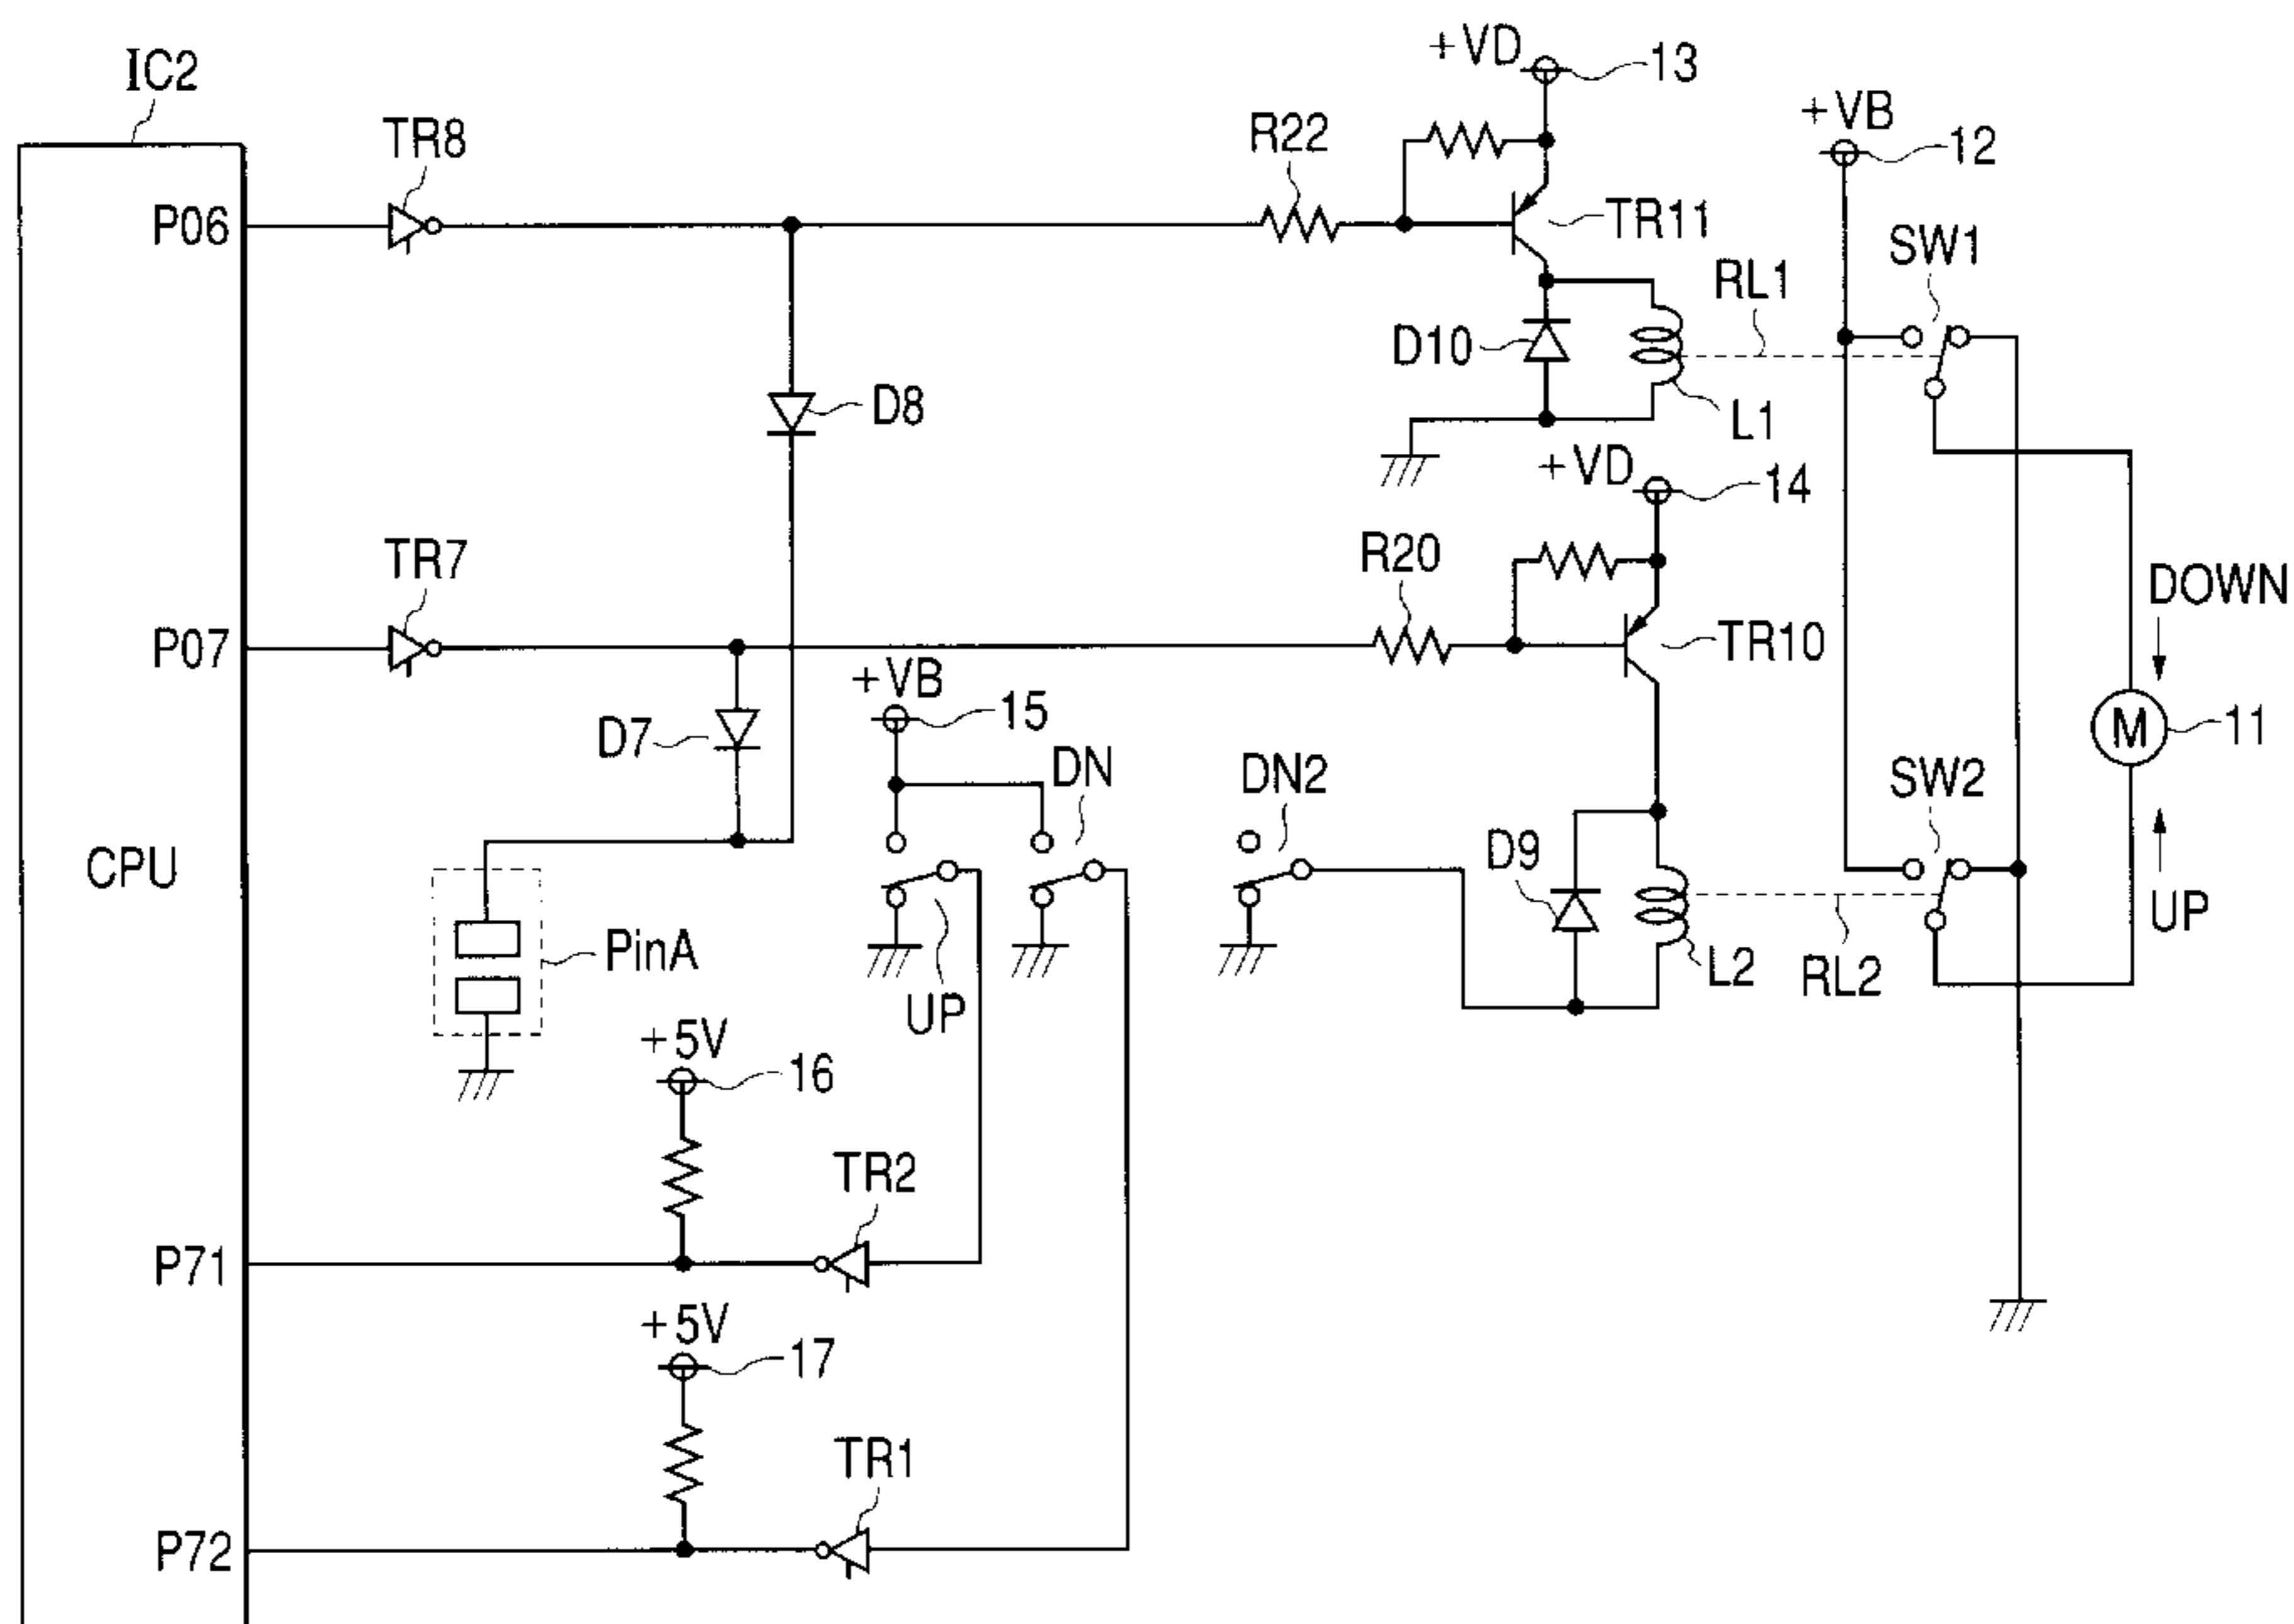 IC2
+VD
13
TR8
R22
+VB
12
P06
TR11
SW1
RL1
D10
D8
L1
+VD
14
TR7
R20
DOWN
P07
TR10
+VB
15
D7
DN
DN2
M
11
SW2
CPU
D9
PinA
UP
L2
RL2
UP
+5V
16
TR2
P71
+5V
17
TR1
P72